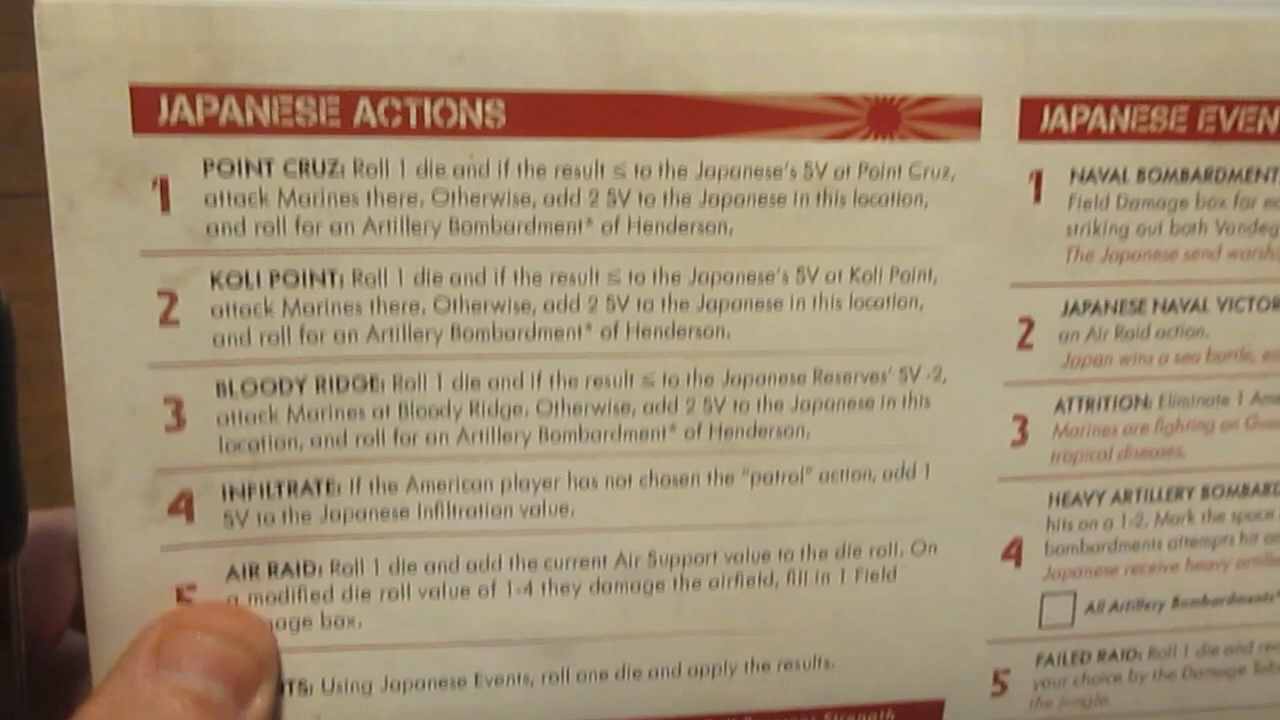 JAPANESE ACTIONS
1 POINT CRUZ: Roll 1 die and if the result ≤ to the Japanese's SV at Point Cruz,
attack Marines there. Otherwise, add 2 SV to the Japanese in this location,
and roll for an Artillery Bombardment* of Henderson.
2 KOLI POINT: Roll 1 die and if the result ≤ to the Japanese's SV at Koli Point,
attack Marines there. Otherwise, add 2 SV to the Japanese in this location,
and roll for an Artillery Bombardment* of Henderson.
3 BLOODY RIDGE: Roll 1 die and if the result ≤ to the Japanese Reserves' SV -2,
attack Marines at Bloody Ridge. Otherwise, add 2 SV to the Japanese in this
location, and roll for an Artillery Bombardment* of Henderson.
4 INFILTRATE: If the American player has not chosen the "patrol" action, add 1
SV to the Japanese Infiltration value.
5 AIR RAID: Roll 1 die and add the current Air Support value to the die roll. On
a modified die roll value of 1-4 they damage the airfield, fill in 1 Field
box.
Using Japanese Events, roll one die and apply the results.
Strength
JAPANESE EVEN
1 NAVAL BOMBARDMENT
Field Damage box for
striking out both
The Japanese send
2 JAPANESE NAVAL VICTOR
an Air Raid action.
Japan wins a sea battle,
3 ATTRITION: Eliminate 1
Marines are fighting on
tropical diseases.
4 HEAVY ARTILLERY BOMBARD
hits on a 1-2. Mark the space
bombardments attempts hit
Japanese receive heavy
All Artillery Bombardments*
5 FAILED RAID: Roll 1 die and
your choice by the Damage
the jungle.